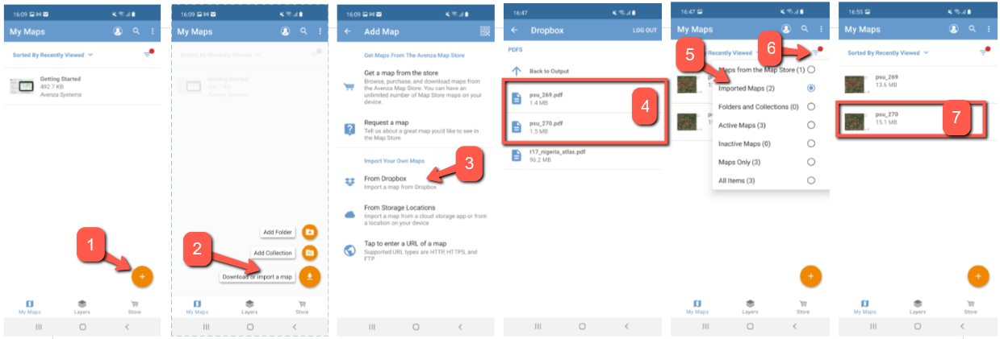 16:09
My Maps
Sorted By Recently Viewed
Getting Started
492.7 KB
Avenza Systems
1
My Maps
Layers
Store
16:09
My Maps
Sorted By Recently Viewed
Getting Started
492.7 KB
Avenza Systems
Add Folder
Add Collection
2
Download or import a map
My Maps
Layers
Store
16:09
Add Map
Get Maps From The Avenza Map Store
Get a map from the store
Browse, purchase, and download maps from
the Avenza Map Store. You can have an
unlimited number of Map Store maps on your
device.
Request a map
Tell us about a great map you'd like to see in
the Map Store
Import Your Own Maps
3
From Dropbox
Import a map from Dropbox
From Storage Locations
Import a map from a cloud storage app or from
a location on your device
Tap to enter a URL of a map
Supported URL types are HTTP, HTTPS, and
FTP
16:47
Dropbox
LOG OUT
PDFS
Back to Output
psu_269.pdf
1.4 MB
4
psu_270.pdf
1.5 MB
t17_nigeria_atlas.pdf
96.2 MB
16:47
My Maps
6
5
By Recently Viewed
Maps from the Map Store (1)
Imported Maps (2)
Folders and Collections (0)
Active Maps (3)
Inactive Maps (0)
Maps Only (3)
All Items (3)
My Maps
Layers
Store
16:55
My Maps
Sorted By Recently Viewed
psu_269
13.6 MB
psu_270
15.1 MB
7
My Maps
Layers
Store